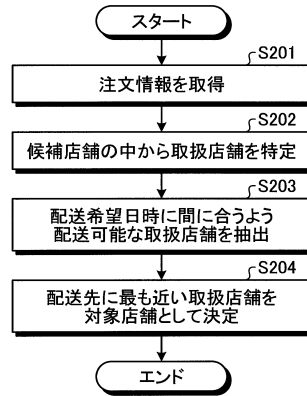 スタート
S201
注文情報を取得
S202
候補店舗の中から取扱店舗を特定
S203
配送希望日時に間に合うよう
配送可能な取扱店舗を抽出
S204
配送先に最も近い取扱店舗を
対象店舗として決定
エンド